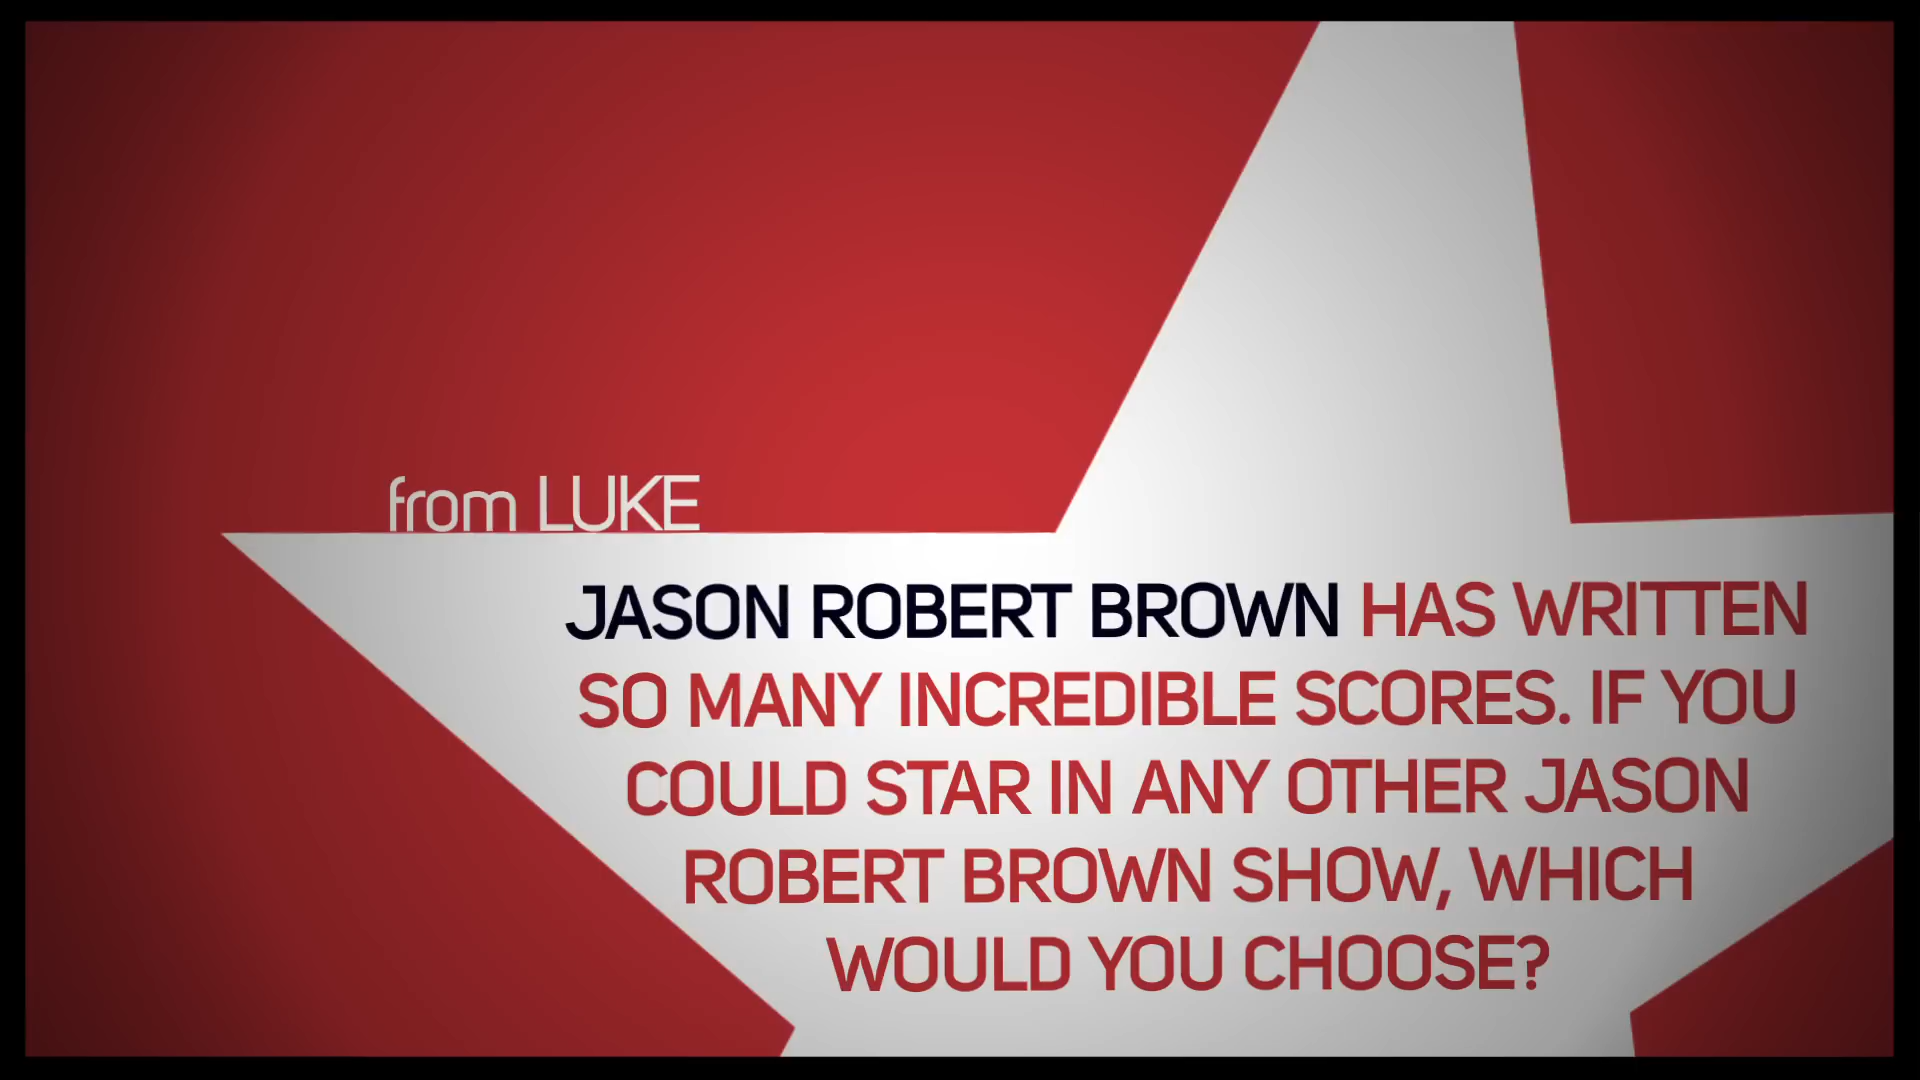 from LUKE
JASON ROBERT BROWN HAS WRITTEN
SO MANY INCREDIBLE SCORES. IF YOU
COULD STAR IN ANY OTHER JASON
ROBERT BROWN SHOW, WHICH
WOULD YOU CHOOSE?